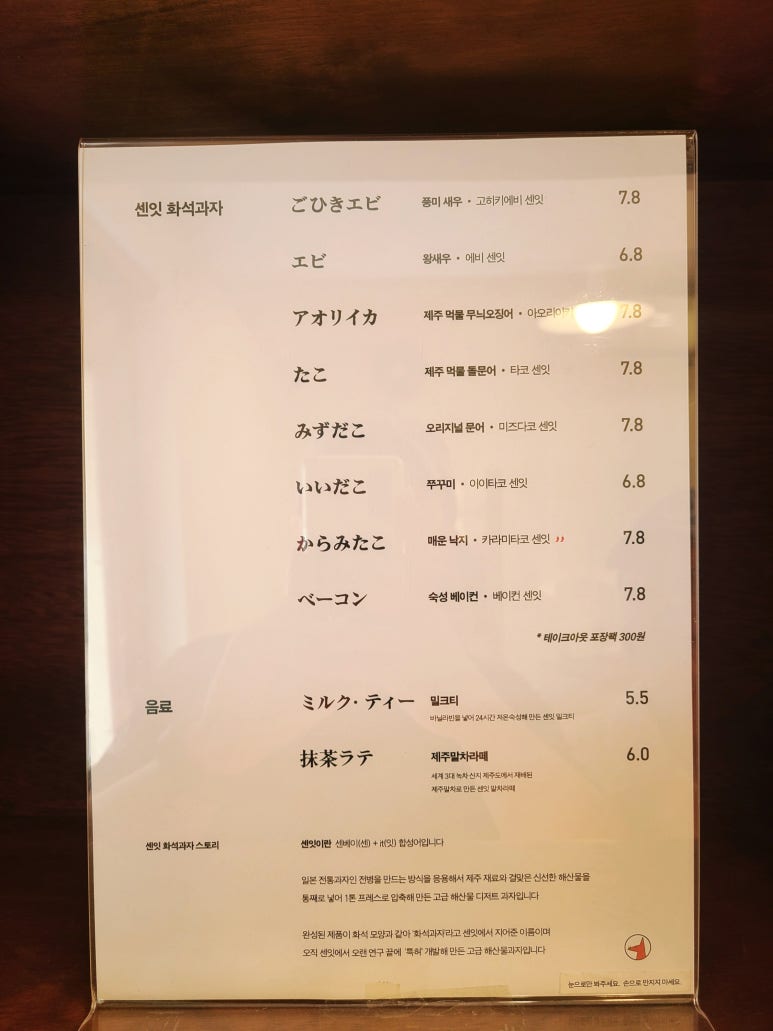 센잇 화석과자
ごひきエビ 풍미 새우 • 고히키에비 센잇 7.8
エビ 왕새우 • 에비 센잇 6.8
アオリイカ 제주 먹물 무늬오징어 • 7.8
たこ 제주 먹물 돌문어 • 타코 센잇 7.8
みずだこ 오리지널 문어 • 미즈다코 센잇 7.8
いいだこ 쭈꾸미 • 이이타코 센잇 6.8
からみたこ 매운 낙지 • 카라미타코 센잇 7.8
ベーコン 숙성 베이컨 • 베이컨 센잇 7.8
* 테이크아웃 포장팩 300원
음료
ミルク・ティー 밀크티 5.5
바닐라빈을 넣어 24시간 저온숙성해 만든 센잇 밀크티
抹茶ラテ 제주말차라떼 6.0
세계 3대 녹차 산지 제주도에서 재배된
제주말차로 만든 센잇 말차라떼
센잇 화석과자 스토리
센잇이란 센베이(센) + it(잇) 합성어입니다
일본 전통과자인 전병을 만드는 방식을 응용해서 제주 재료와 걸맞은 신선한 해산물을
통째로 넣어 1톤 프레스로 압축해 만든 고급 해산물 디저트 과자입니다
완성된 제품이 화석 모양과 같아 '화석과자'라고 센잇에서 지어준 이름이며
오직 센잇에서 오랜 연구 끝에 '특허' 개발해 만든 고급 해산물과자입니다
눈으로만 봐주세요. 손으로 만지지 마세요.